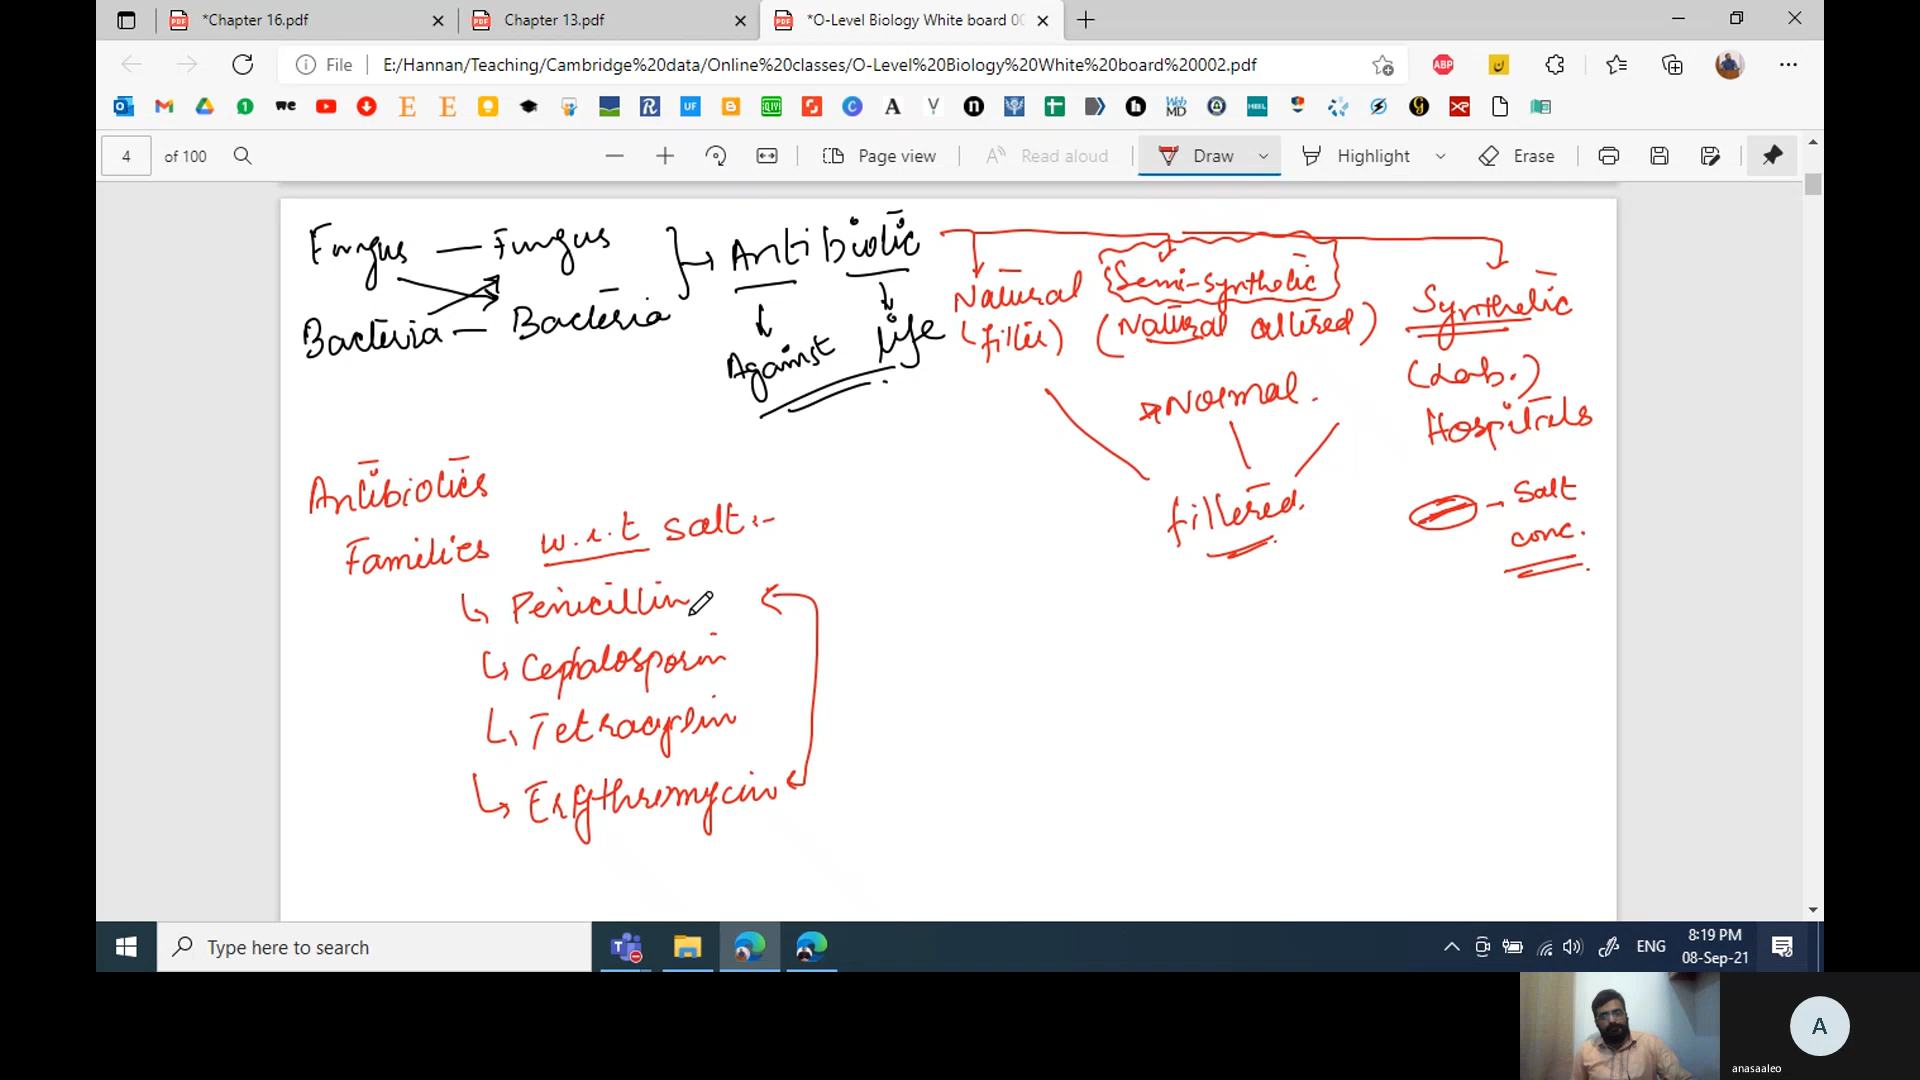 *Chapter 16.pdf
Chapter 13.pdf
*O-Level Biology White board 00
File
E:/Hannan/Teaching/Cambridge%20data/Online%20classes/O-Level%20Biology%20White%20board%20002.pdf
4 of 100
Page view
Read aloud
Draw
Highlight
Erase
Fungus — Fungus
Bacteria — Bacteria
Antibiotic
Against life
Natural
(filter)
Semi-synthetic
(Natural altered)
Synthetic
(Lab.)
Hospitals
Normal.
filtered.
Salt
conc.
Antibiotics
Families w.r.t salt:-
Penicillin
Cephalosporin
Tetracyslin
Erythromycin
Type here to search
ENG
8:19 PM
08-Sep-21
A
anasaaleo